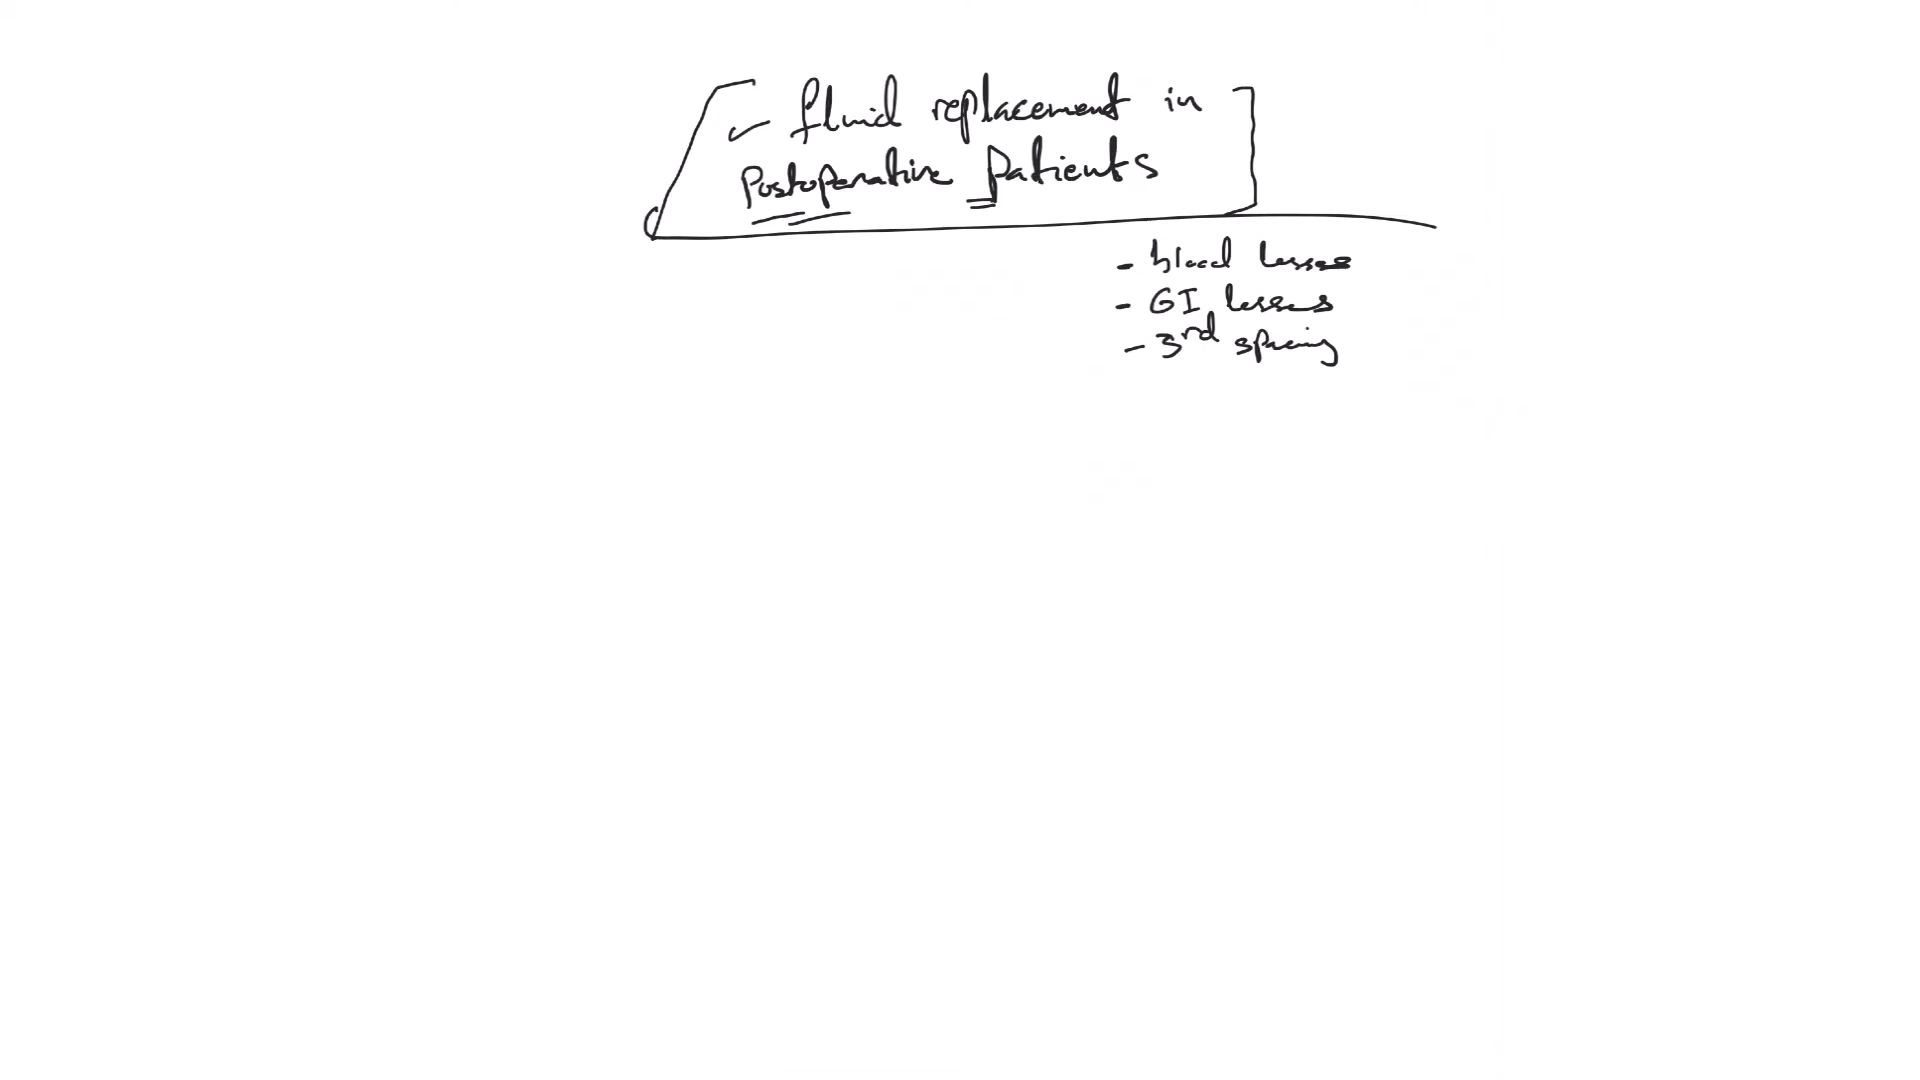 ✓ fluid replacement in
Postoperative patients
- blood losses
- GI losses
- 3rd spacing